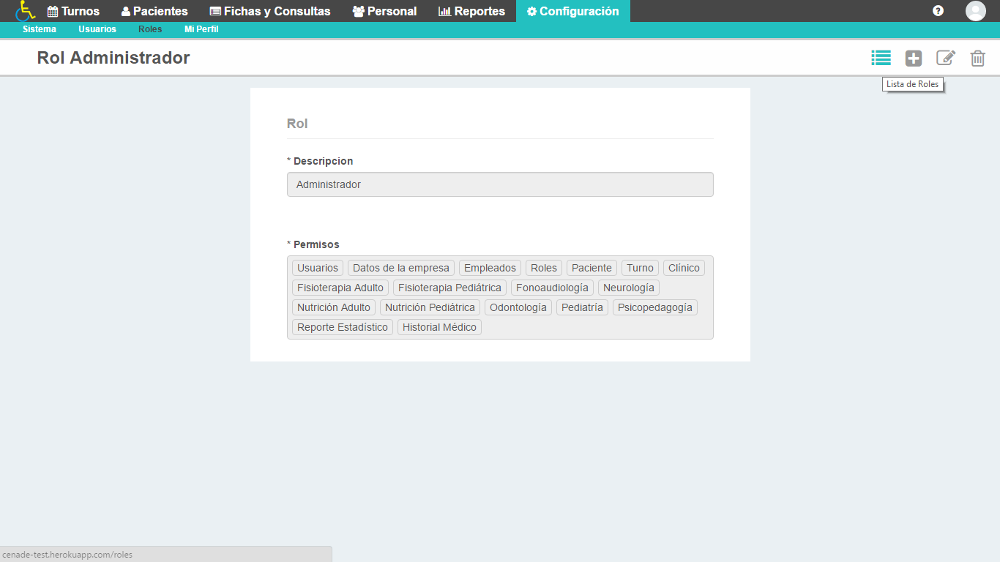 Turnos Pacientes Fichas y Consultas Personal Reportes Configuración
Sistema Usuarios Roles Mi Perfil
Rol Administrador
Lista de Roles
Rol
* Descripcion
Administrador
* Permisos
Usuarios Datos de la empresa Empleados Roles Paciente Turno Clínico
Fisioterapia Adulto Fisioterapia Pediátrica Fonoaudiología Neurología
Nutrición Adulto Nutrición Pediátrica Odontología Pediatría Psicopedagogía
Reporte Estadístico Historial Médico
cenade-test.herokuapp.com/roles